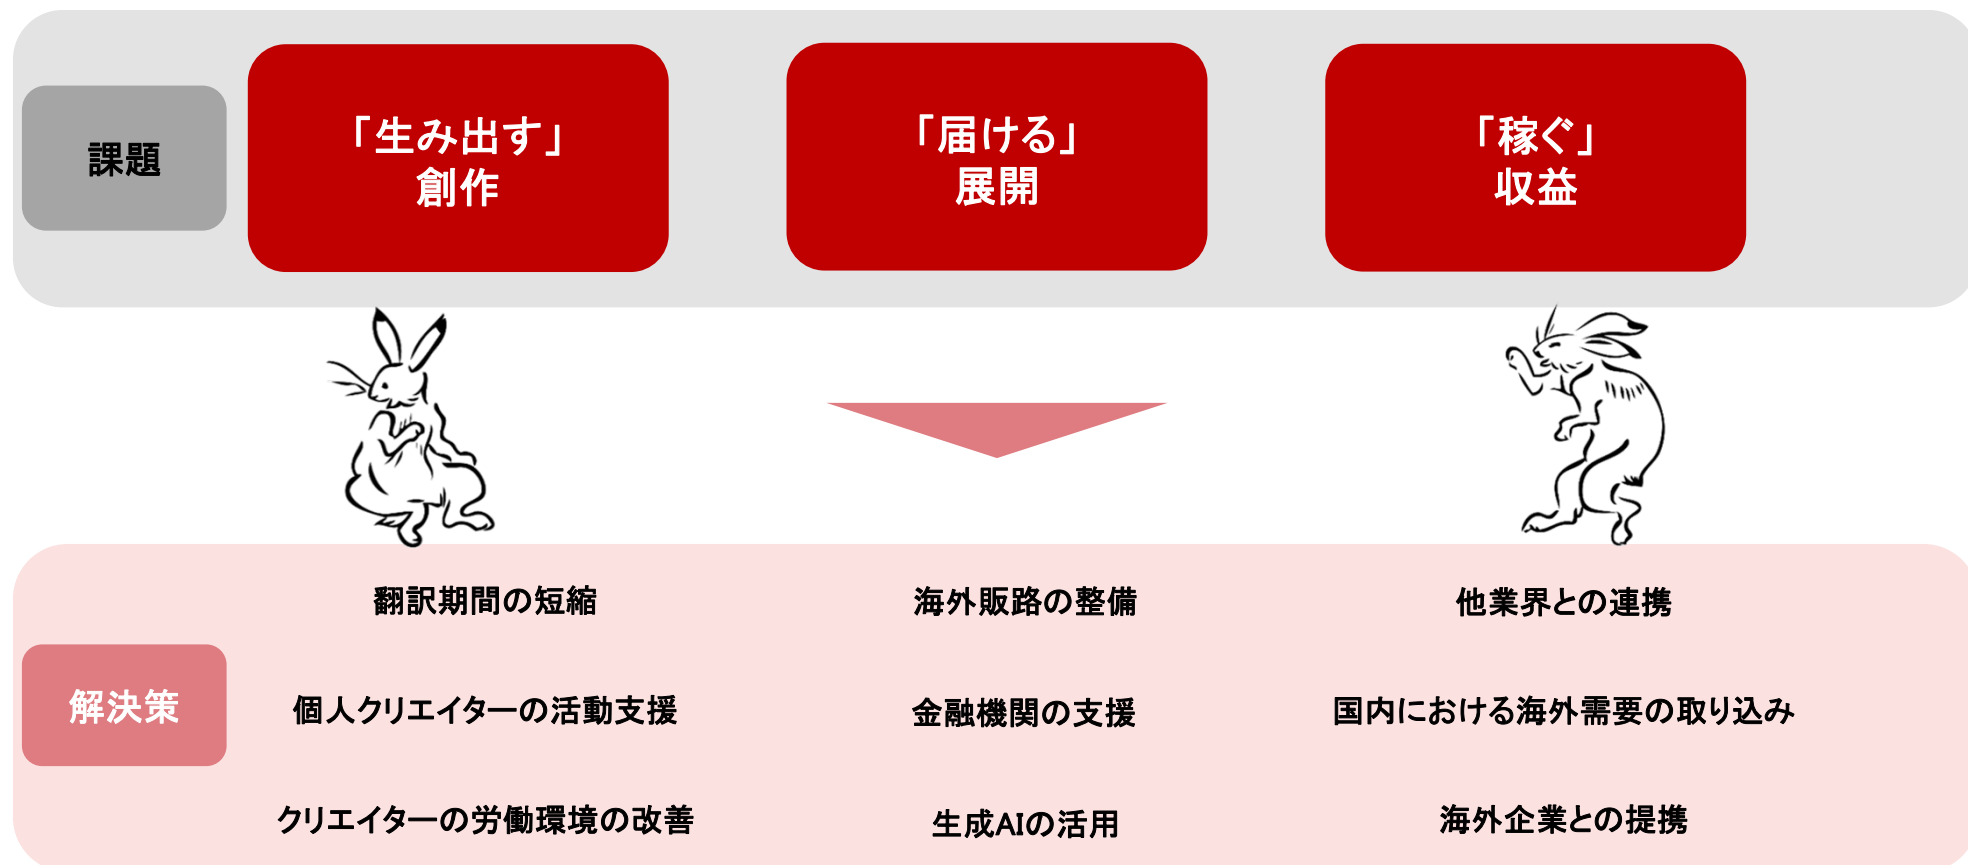 課題
「生み出す」
創作
「届ける」
展開
「稼ぐ」
収益
解決策
翻訳期間の短縮
海外販路の整備
他業界との連携
個人クリエイターの活動支援
金融機関の支援
国内における海外需要の取り込み
クリエイターの労働環境の改善
生成AIの活用
海外企業との提携